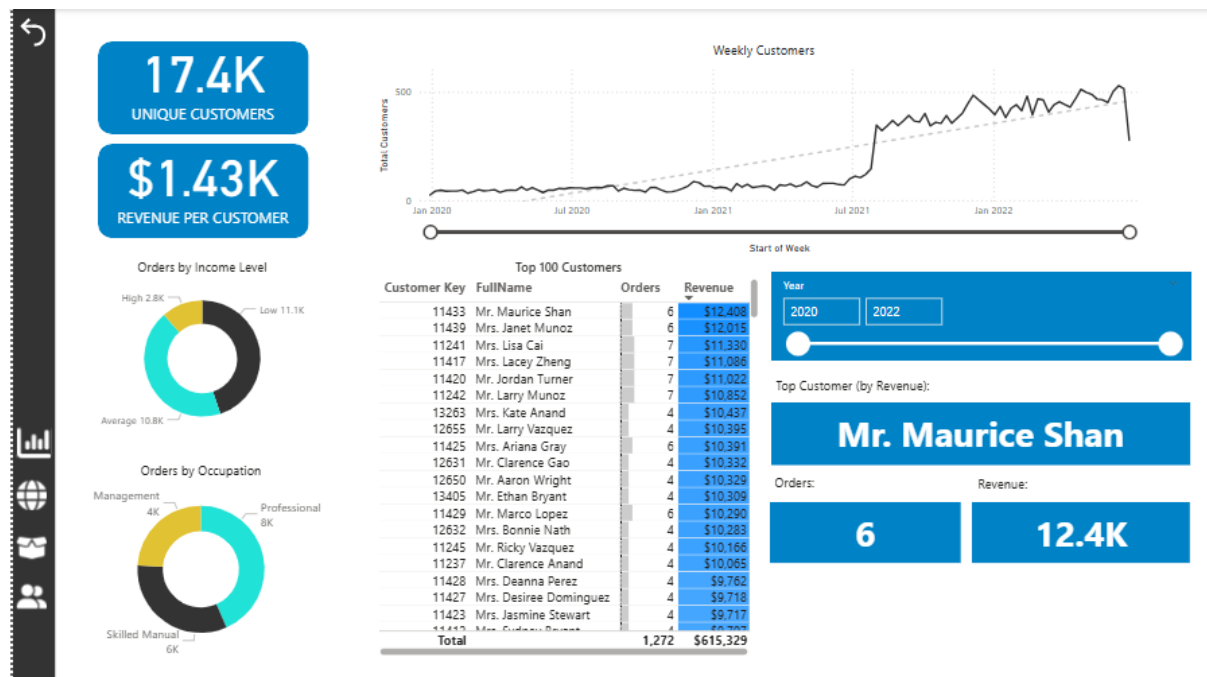 17.4K
UNIQUE CUSTOMERS
$1.43K
REVENUE PER CUSTOMER
Weekly Customers
Total Customers
500
0
Jan 2020 Jul 2020 Jan 2021 Jul 2021 Jan 2022
Start of Week
Orders by Income Level
High 2.8K
Low 11.1K
Average 10.8K
Orders by Occupation
Management
4K
Professional
8K
Skilled Manual
6K
Top 100 Customers
Customer Key FullName Orders Revenue
11433 Mr. Maurice Shan 6 $12,408
11439 Mrs. Janet Munoz 6 $12,015
11241 Mrs. Lisa Cai 7 $11,330
11417 Mrs. Lacey Zheng 7 $11,086
11420 Mr. Jordan Turner 7 $11,022
11242 Mr. Larry Munoz 7 $10,852
13263 Mrs. Kate Anand 4 $10,437
12655 Mr. Larry Vazquez 4 $10,395
11425 Mrs. Ariana Gray 6 $10,391
12631 Mr. Clarence Gao 4 $10,332
12650 Mr. Aaron Wright 4 $10,329
13405 Mr. Ethan Bryant 4 $10,309
11429 Mr. Marco Lopez 6 $10,290
12632 Mrs. Bonnie Nath 4 $10,283
11245 Mr. Ricky Vazquez 4 $10,166
11237 Mr. Clarence Anand 4 $10,065
11428 Mrs. Deanna Perez 4 $9,762
11427 Mrs. Desiree Dominguez 4 $9,718
11423 Mrs. Jasmine Stewart 4 $9,717
Total 1,272 $615,329
Year
2020 2022
Top Customer (by Revenue):
Mr. Maurice Shan
Orders: Revenue:
6 12.4K